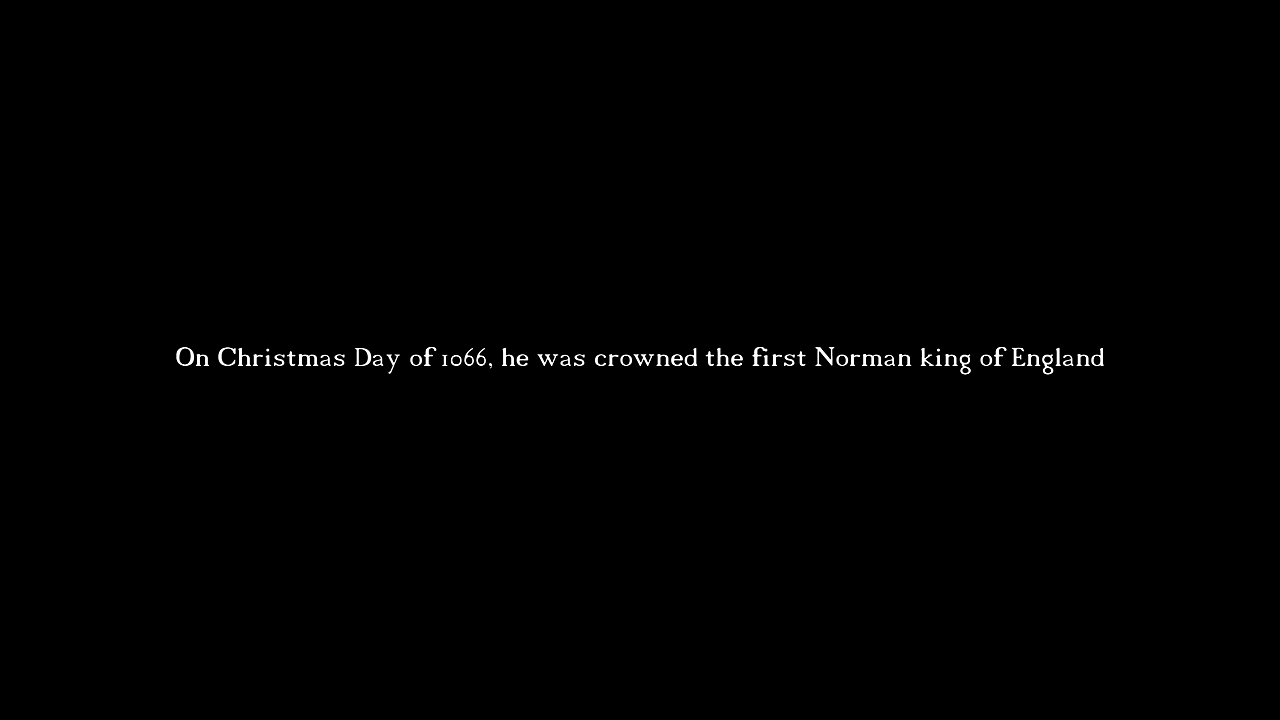 On Christmas Day of 1066, he was crowned the first Norman king of England